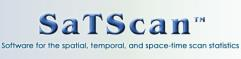 SaTScan™
Software for the spatial, temporal, and space-time scan statistics